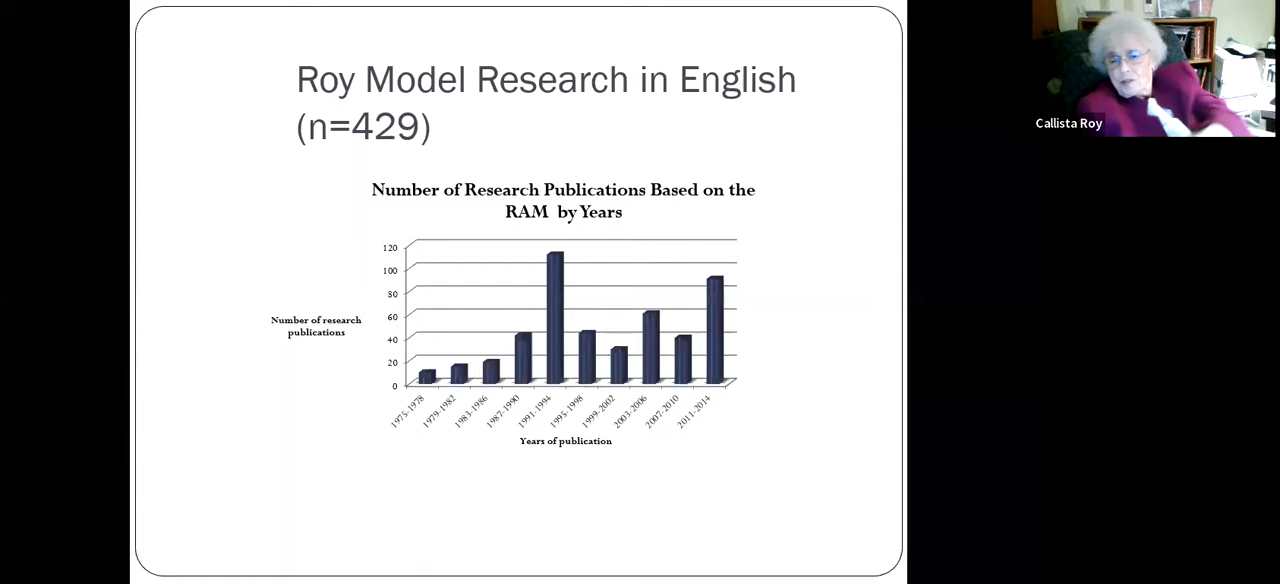 Roy Model Research in English
(n=429)
Number of Research Publications Based on the
RAM by Years
120
100
80
60
40
20
0
Number of research
publications
1975-1978
1979-1982
1983-1986
1987-1990
1991-1994
1995-1998
1999-2002
2003-2006
2007-2010
2011-2014
Years of publication
Callista Roy